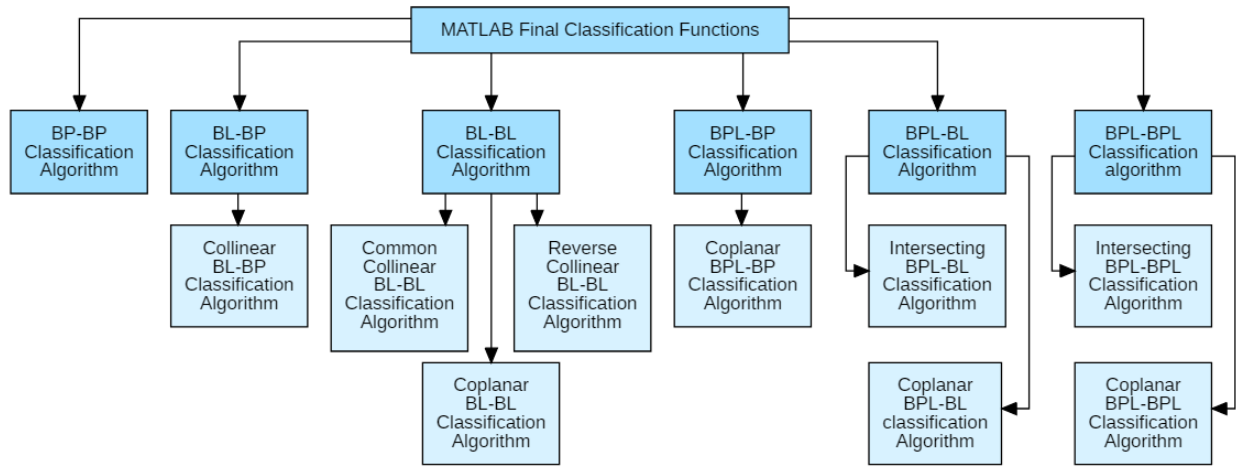 MATLAB Final Classification Functions
BP-BP
Classification
Algorithm
BL-BP
Classification
Algorithm
BL-BL
Classification
Algorithm
BPL-BP
Classification
Algorithm
BPL-BL
Classification
Algorithm
BPL-BPL
Classification
algorithm
Collinear
BL-BP
Classification
Algorithm
Common
Collinear
BL-BL
Classification
Algorithm
Reverse
Collinear
BL-BL
Classification
Algorithm
Coplanar
BPL-BP
Classification
Algorithm
Intersecting
BPL-BL
Classification
Algorithm
Intersecting
BPL-BPL
Classification
Algorithm
Coplanar
BL-BL
Classification
Algorithm
Coplanar
BPL-BL
classification
Algorithm
Coplanar
BPL-BPL
Classification
Algorithm